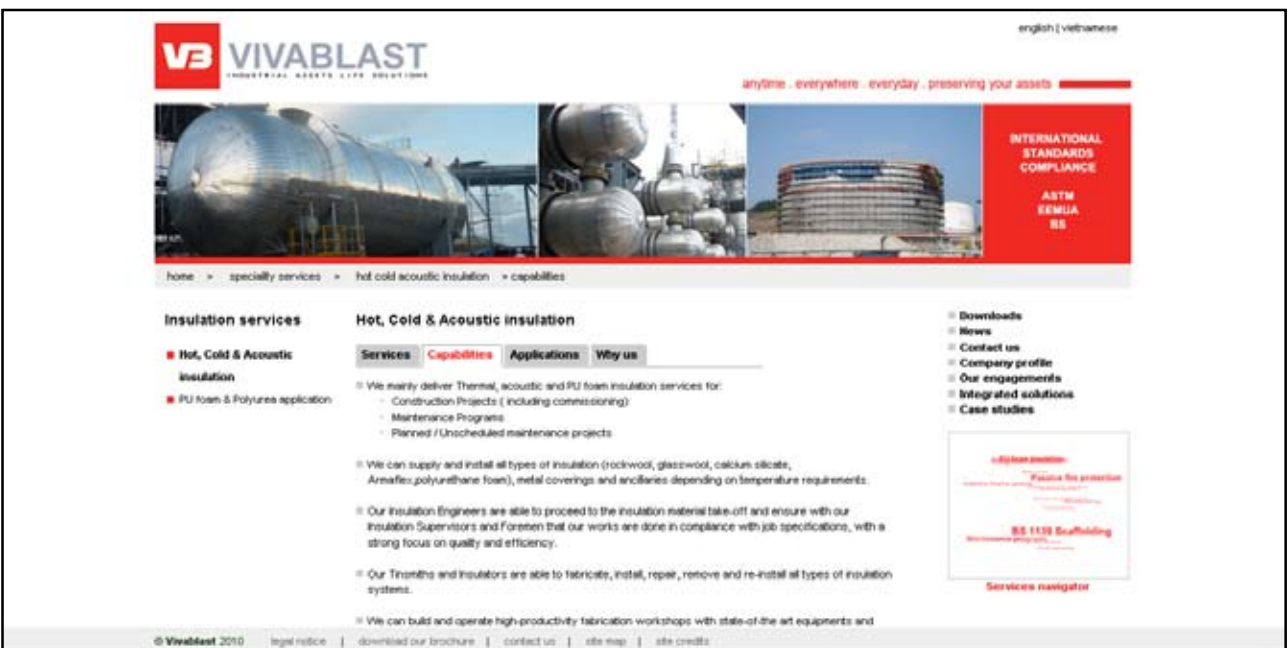 english | vietnamese
VB VIVABLAST
INDUSTRIAL ASSETS LIFE SOLUTIONS
anytime . everywhere . everyday . preserving your assets
INTERNATIONAL
STANDARDS
COMPLIANCE
ASTM
EEMUA
BS
home » speciality services » hot cold acoustic insulation » capabilities
Insulation services
Hot, Cold & Acoustic
insulation
PU foam & Polyurea application
Hot, Cold & Acoustic insulation
Services Capabilities Applications Why us
We mainly deliver Thermal, acoustic and PU foam insulation services for:
Construction Projects ( including commissioning)
Maintenance Programs
Planned / Unscheduled maintenance projects
We can supply and install all types of insulation (rockwool, glasswool, calcium silicate,
Armaflex,polyurethane foam), metal coverings and ancillaries depending on temperature requirements.
Our Insulation Engineers are able to proceed to the insulation material take-off and ensure with our
Insulation Supervisors and Foremen that our works are done in compliance with job specifications, with a
strong focus on quality and efficiency.
Our Tinsmiths and Insulators are able to fabricate, install, repair, remove and re-install all types of insulation
systems.
We can build and operate high-productivity fabrication workshops with state-of-the art equipments and
Downloads
News
Contact us
Company profile
Our engagements
Integrated solutions
Case studies
Passive fire protection
BS 1139 Scaffolding
Services navigator
© Vivablast 2010 legal notice | download our brochure | contact us | site map | site credits